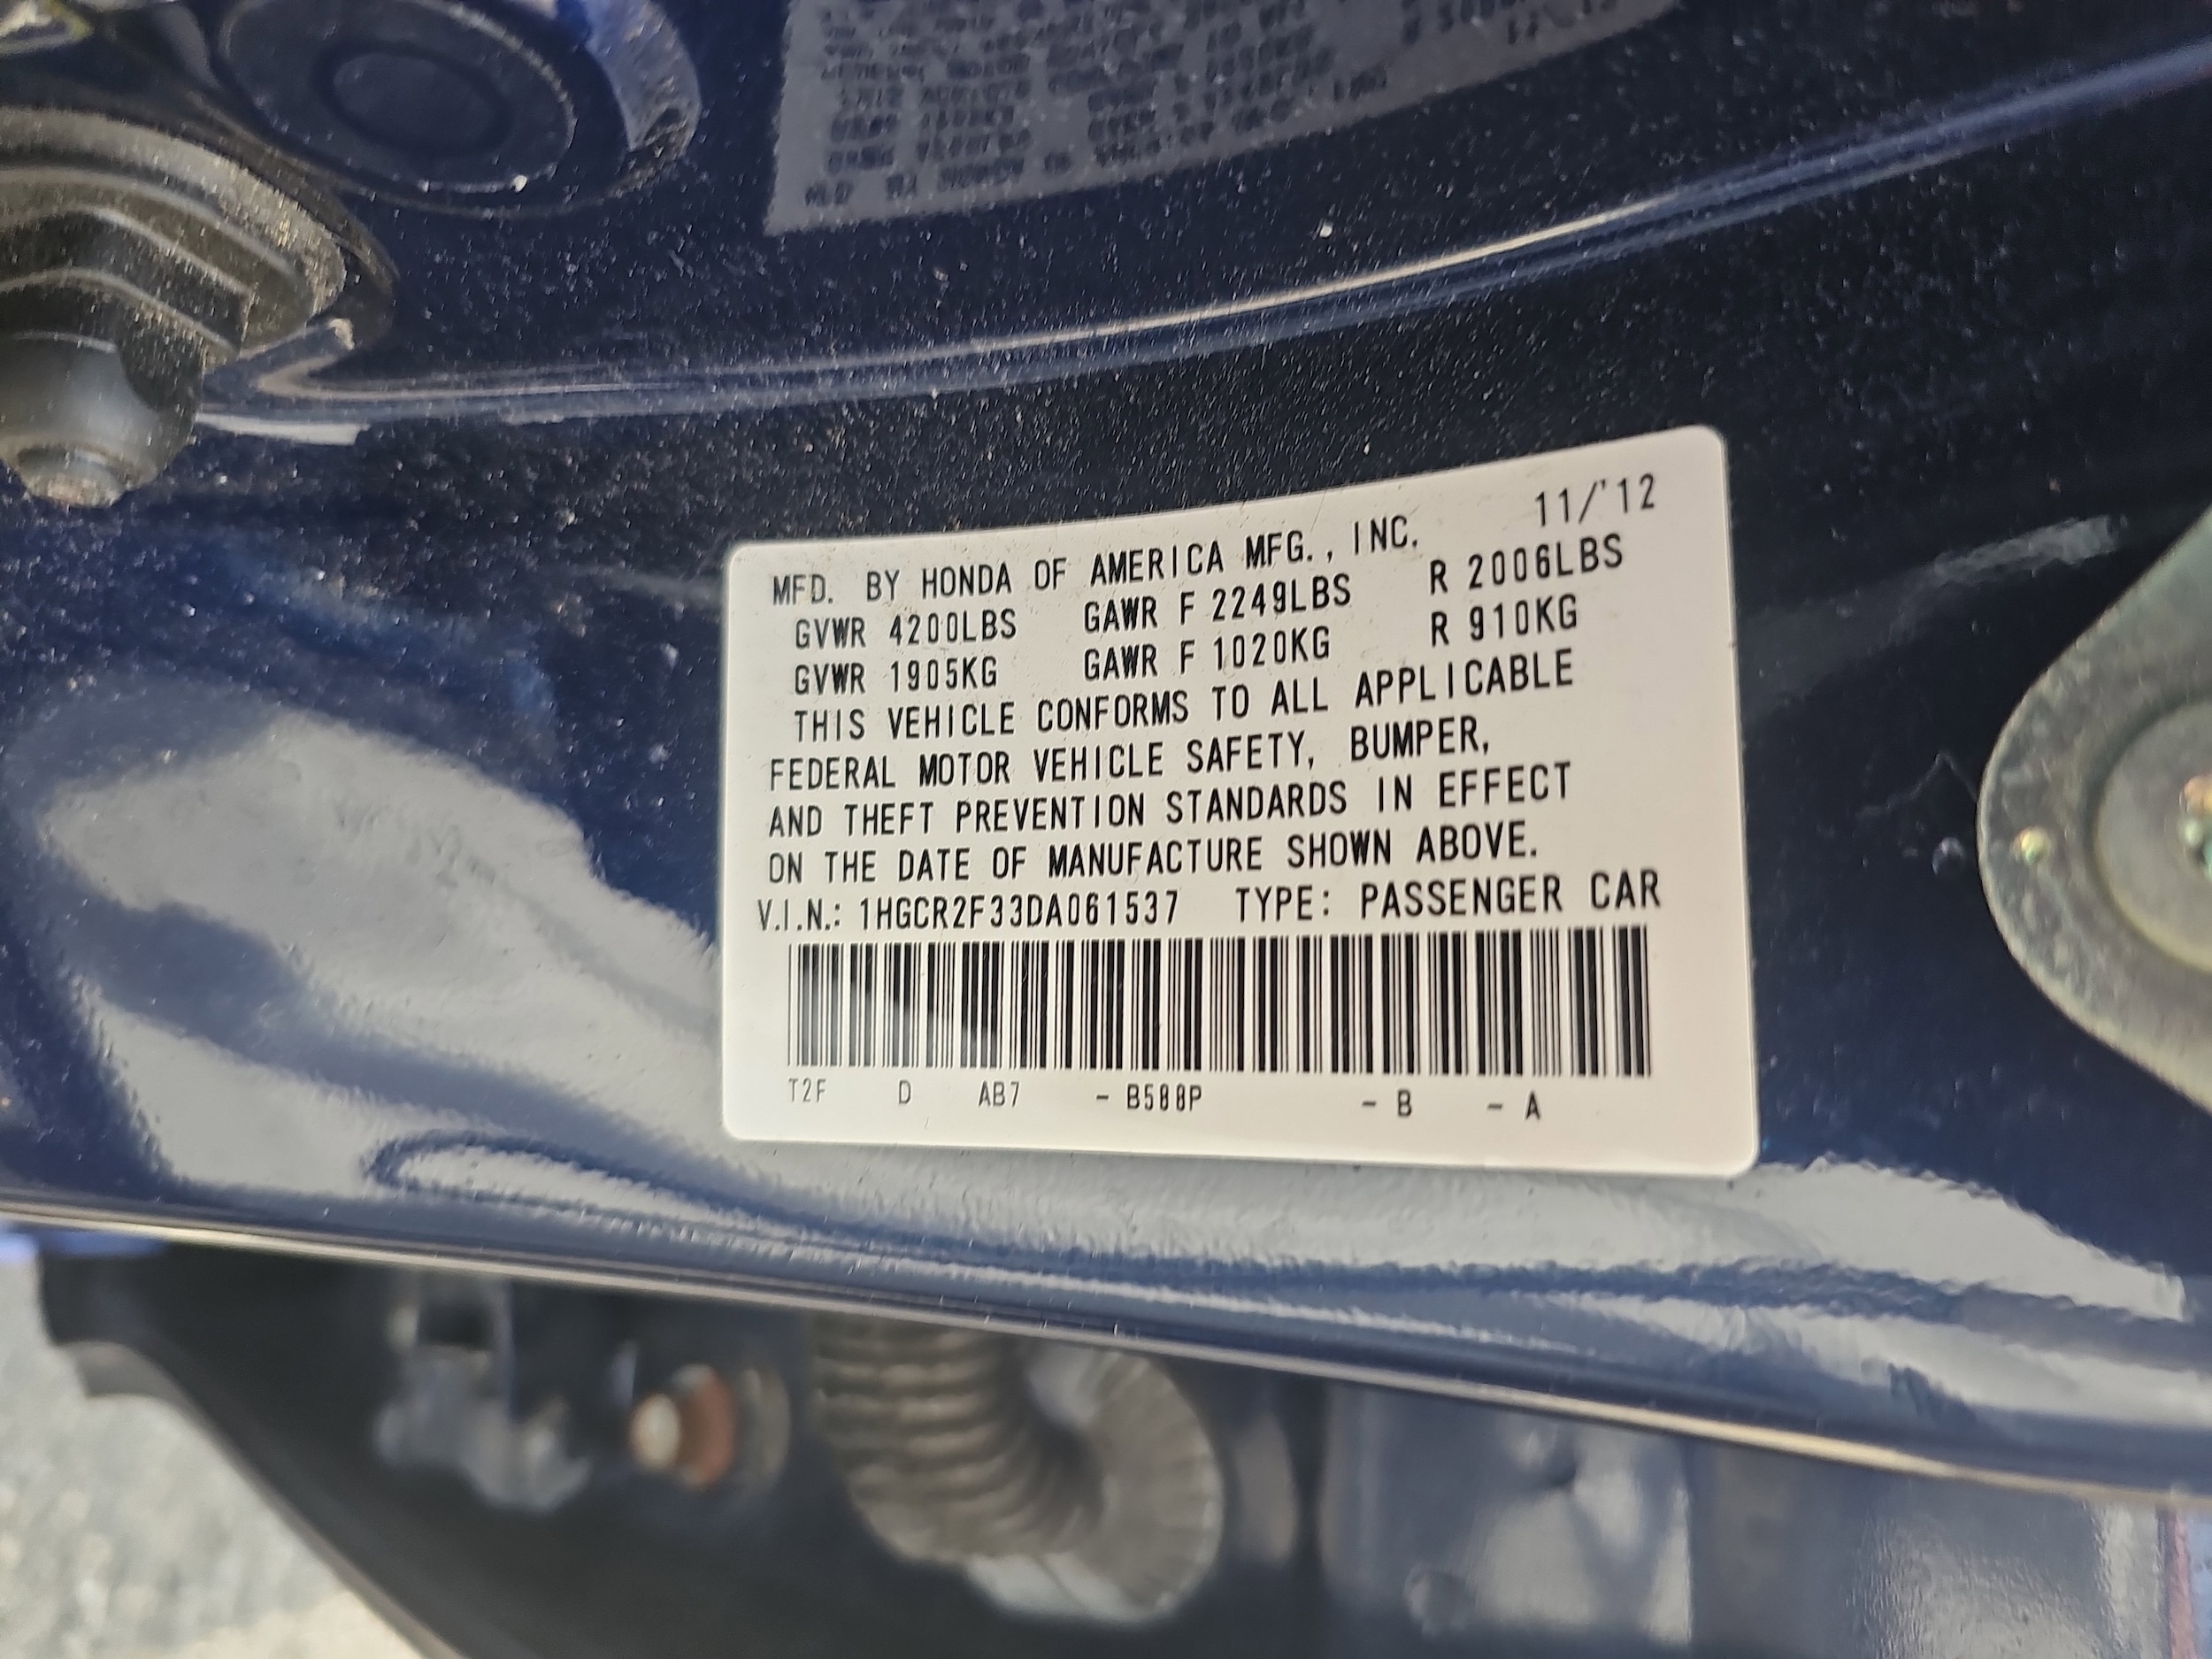 11/'12
MFD. BY HONDA OF AMERICA MFG., INC.
GVWR 4200LBS GAWR F 2249LBS R 2006LBS
GVWR 1905KG GAWR F 1020KG R 910KG
THIS VEHICLE CONFORMS TO ALL APPLICABLE
FEDERAL MOTOR VEHICLE SAFETY, BUMPER,
AND THEFT PREVENTION STANDARDS IN EFFECT
ON THE DATE OF MANUFACTURE SHOWN ABOVE.
V.I.N.: 1HGCR2F33DA061537 TYPE: PASSENGER CAR
T2F D AB7 - B588P - B - A